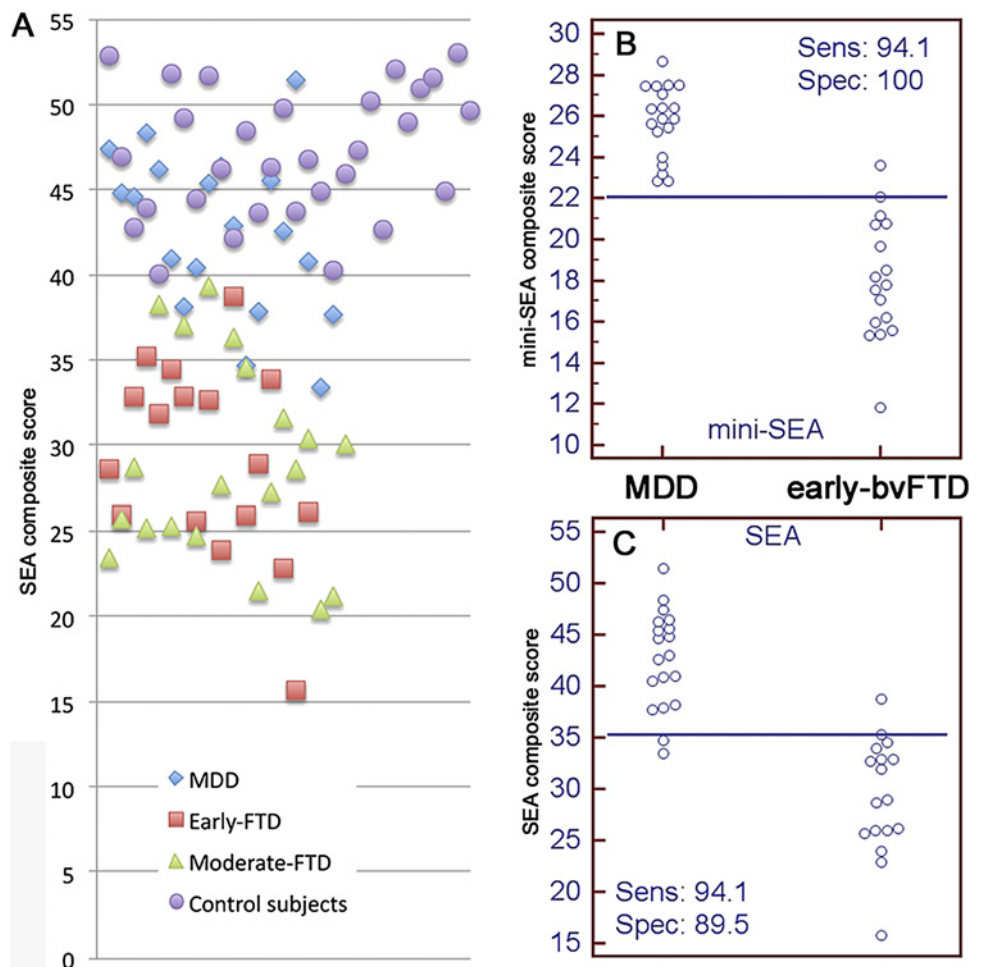 A
SEA composite score
55
50
45
40
35
30
25
20
15
10
5
0
MDD
Early-FTD
Moderate-FTD
Control subjects
B
mini-SEA composite score
30
28
26
24
22
20
18
16
14
12
10
Sens: 94.1
Spec: 100
mini-SEA
MDD early-bvFTD
C
SEA
SEA composite score
55
50
45
40
35
30
25
20
15
Sens: 94.1
Spec: 89.5